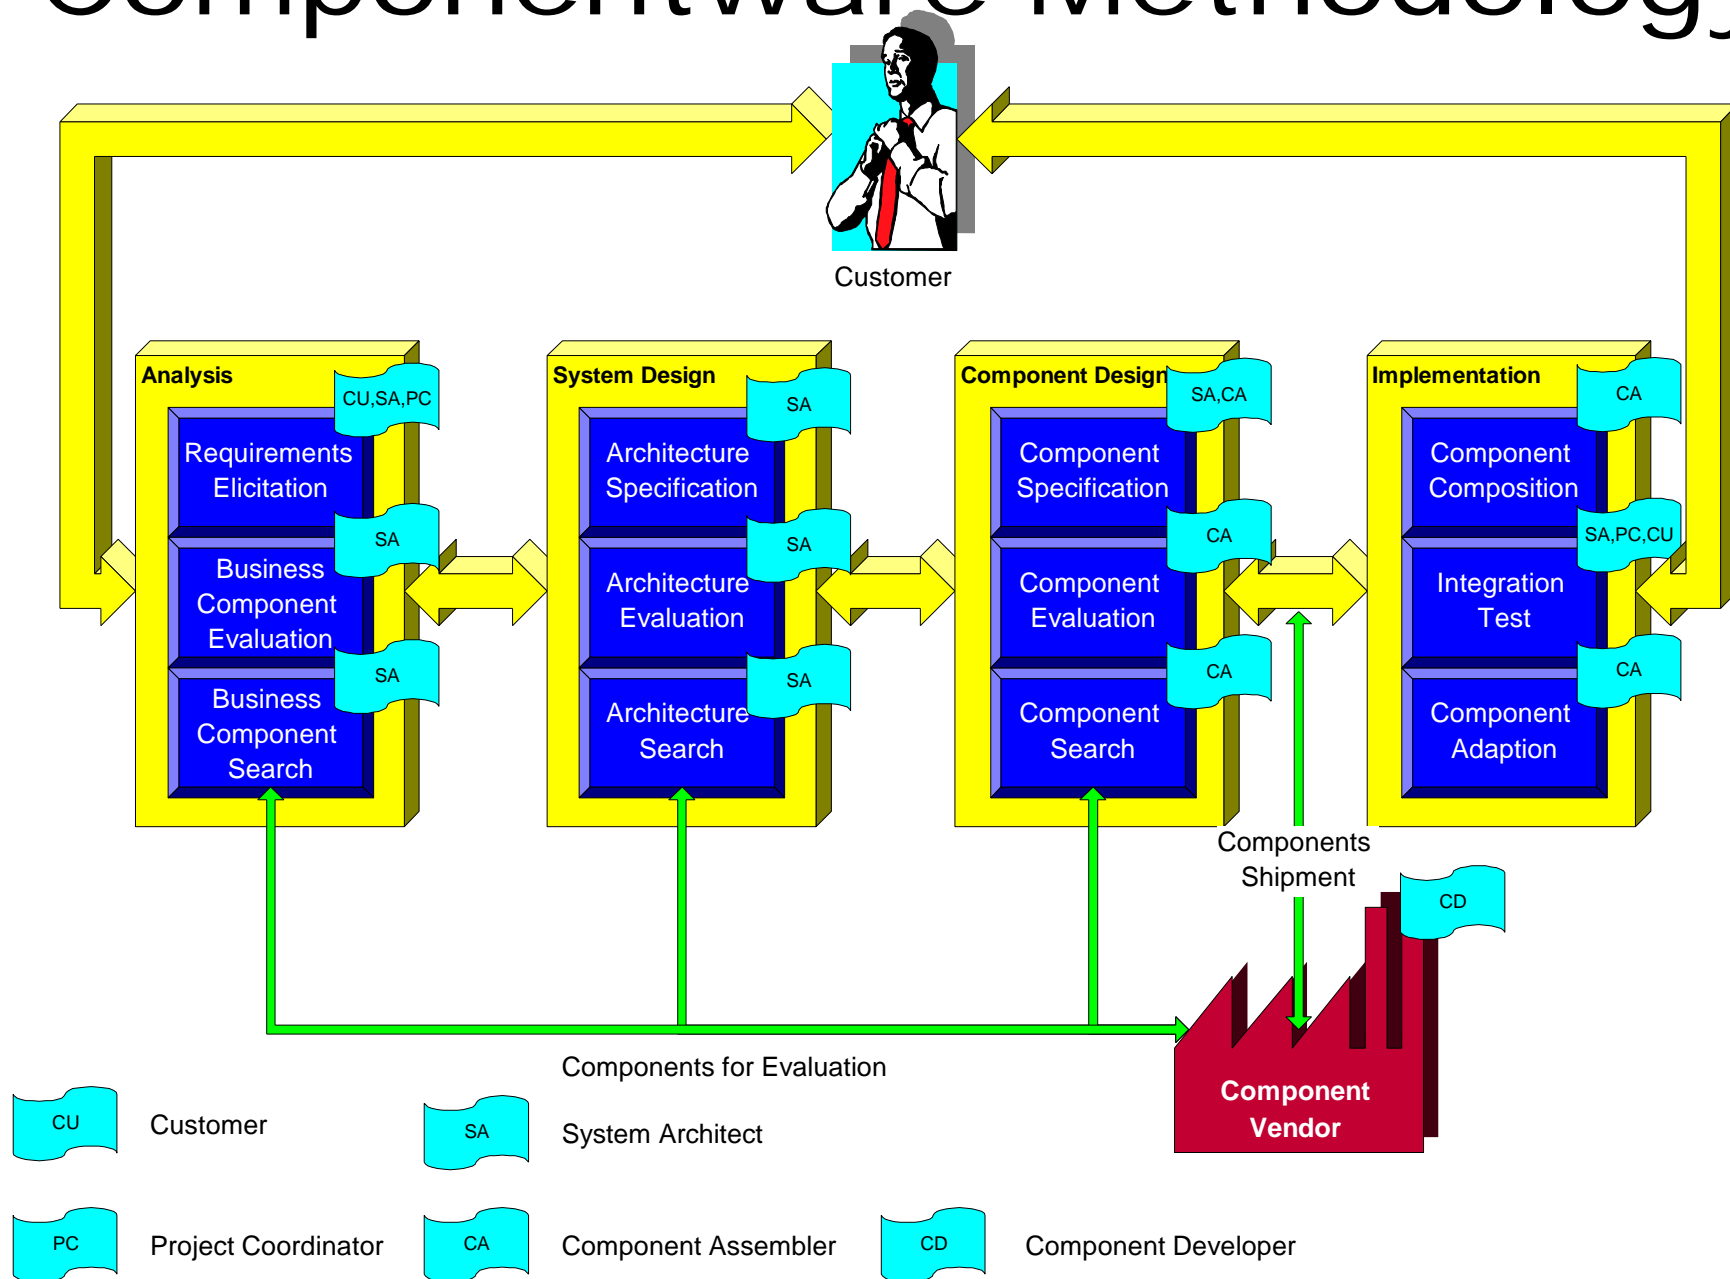 Componentware Methodology
Customer
Analysis
CU,SA,PC
Requirements
Elicitation
SA
Business
Component
Evaluation
SA
Business
Component
Search
System Design
SA
Architecture
Specification
SA
Architecture
Evaluation
SA
Architecture
Search
Component Design
SA,CA
Component
Specification
CA
Component
Evaluation
CA
Component
Search
Implementation
CA
Component
Composition
SA,PC,CU
Integration
Test
CA
Component
Adaption
Components
Shipment
CD
Components for Evaluation
Component
Vendor
CU
Customer
SA
System Architect
PC
Project Coordinator
CA
Component Assembler
CD
Component Developer